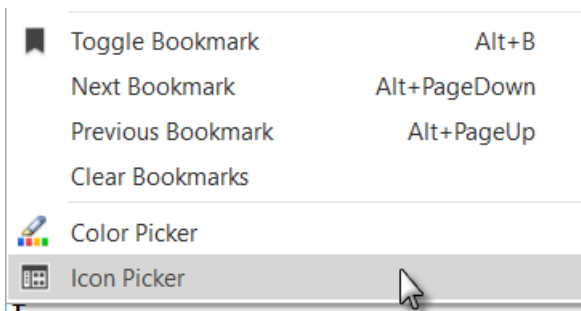 Toggle Bookmark Alt+B
Next Bookmark Alt+PageDown
Previous Bookmark Alt+PageUp
Clear Bookmarks
Color Picker
Icon Picker